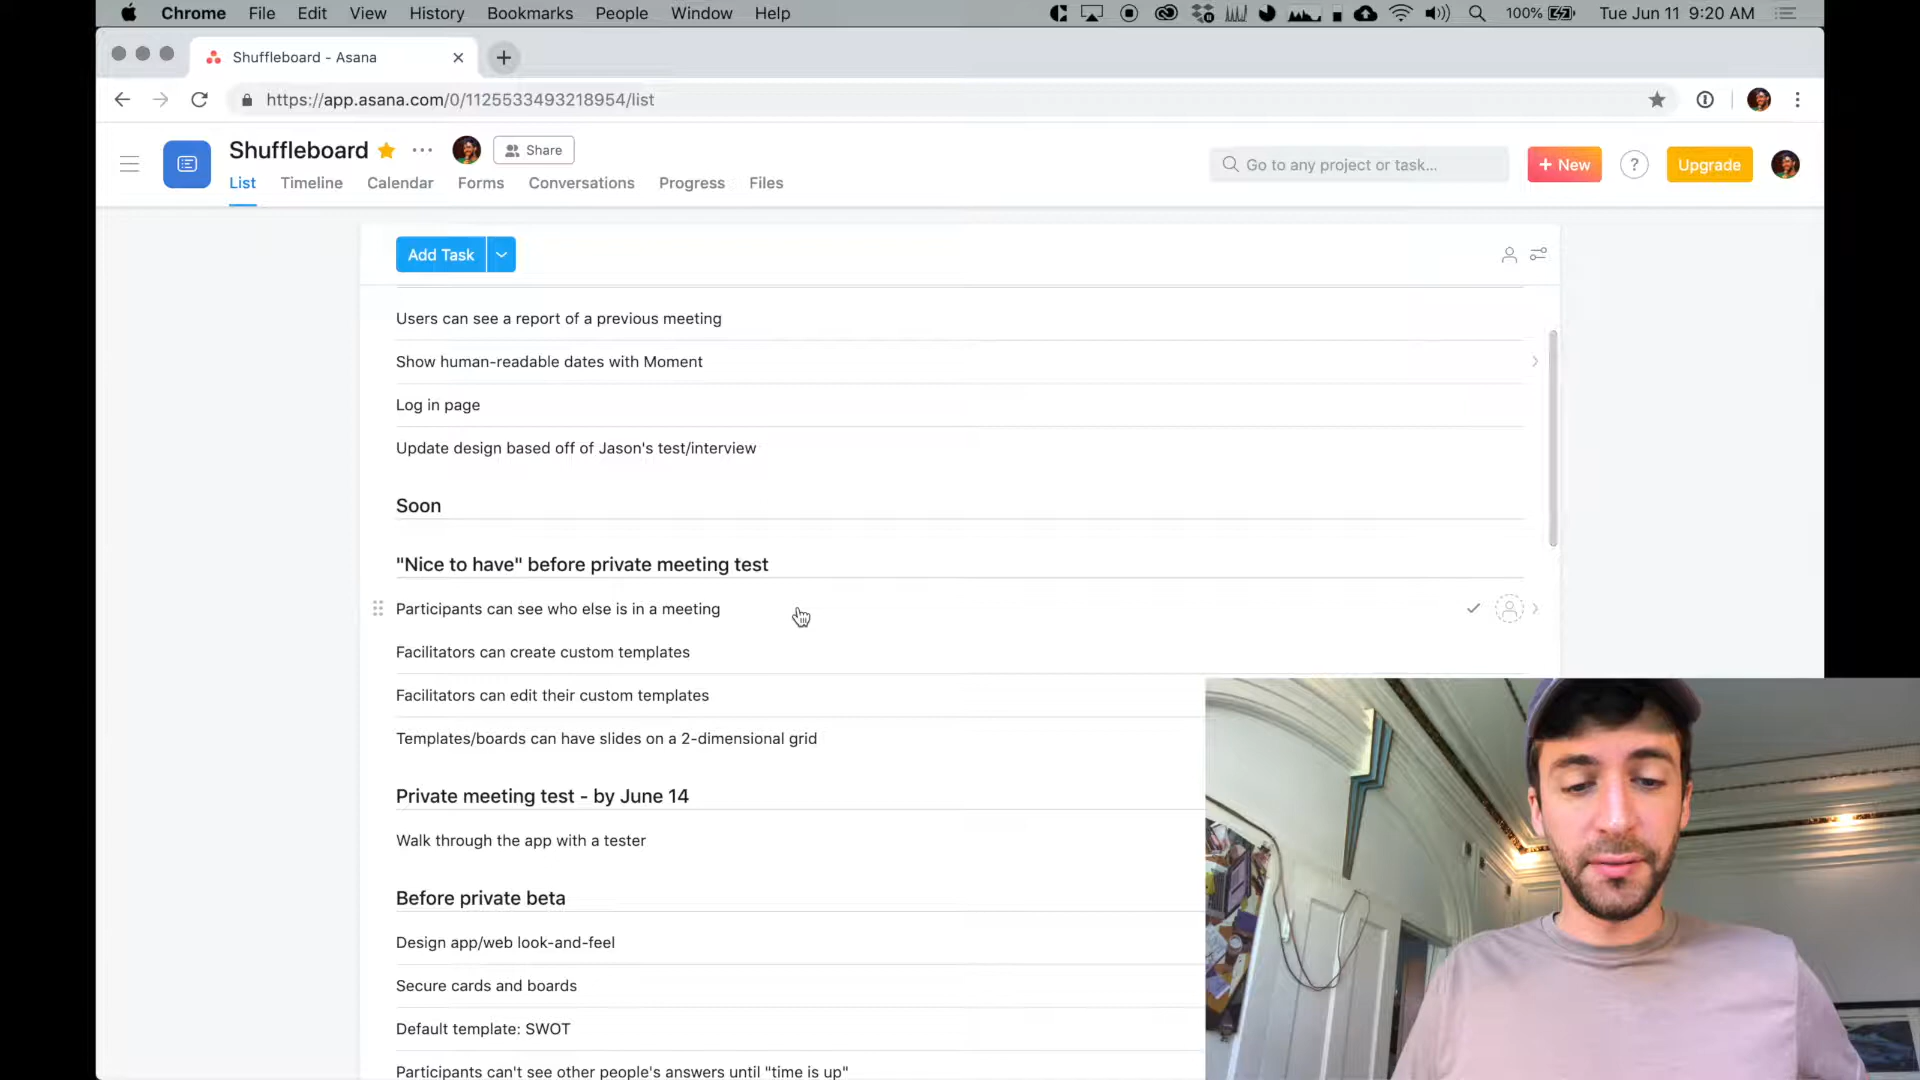 Chrome File Edit View History Bookmarks People Window Help 100% Tue Jun 11 9:20 AM
Shuffleboard - Asana
https://app.asana.com/0/1125533493218954/list
Shuffleboard Share
Go to any project or task...
+ New
?
Upgrade
List Timeline Calendar Forms Conversations Progress Files
Add Task
Users can see a report of a previous meeting
Show human-readable dates with Moment
Log in page
Update design based off of Jason's test/interview
Soon
"Nice to have" before private meeting test
Participants can see who else is in a meeting
Facilitators can create custom templates
Facilitators can edit their custom templates
Templates/boards can have slides on a 2-dimensional grid
Private meeting test - by June 14
Walk through the app with a tester
Before private beta
Design app/web look-and-feel
Secure cards and boards
Default template: SWOT
Participants can't see other people's answers until "time is up"